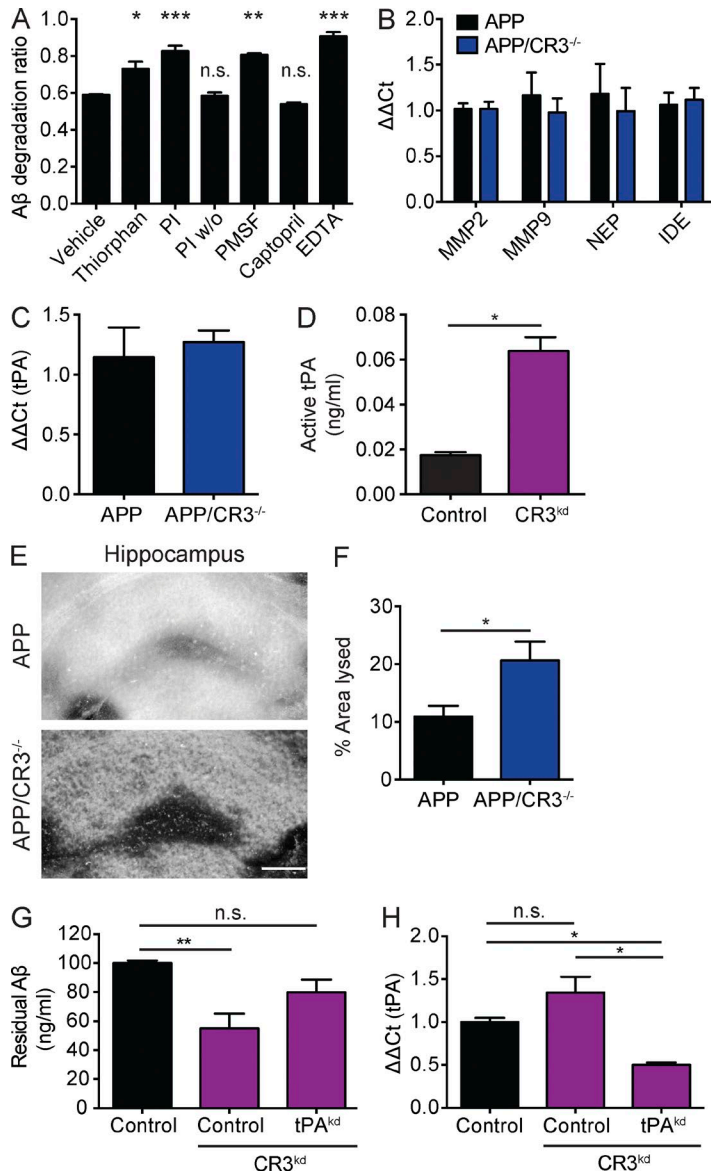 A
Aβ degradation ratio
1.0
0.8
0.6
0.4
0.2
0.0
* *** n.s. ** n.s. ***
Vehicle
Thiorphan
PI
PI w/o
PMSF
Captopril
EDTA
B
APP
APP/CR3-/-
ΔΔCt
2.0
1.5
1.0
0.5
0.0
MMP2
MMP9
NEP
IDE
C
ΔΔCt (tPA)
1.5
1.0
0.5
0.0
APP APP/CR3-/-
D
Active tPA
(ng/ml)
0.08
0.06
0.04
0.02
0.00
*
Control CR3kd
E
Hippocampus
APP
APP/CR3-/-
F
% Area lysed
30
20
10
0
*
APP APP/CR3-/-
G
Residual Aβ
(ng/ml)
120
100
80
60
40
20
0
n.s.
**
Control Control tPAkd
CR3kd
H
ΔΔCt (tPA)
2.0
1.5
1.0
0.5
0.0
n.s.
*
*
Control Control tPAkd
CR3kd